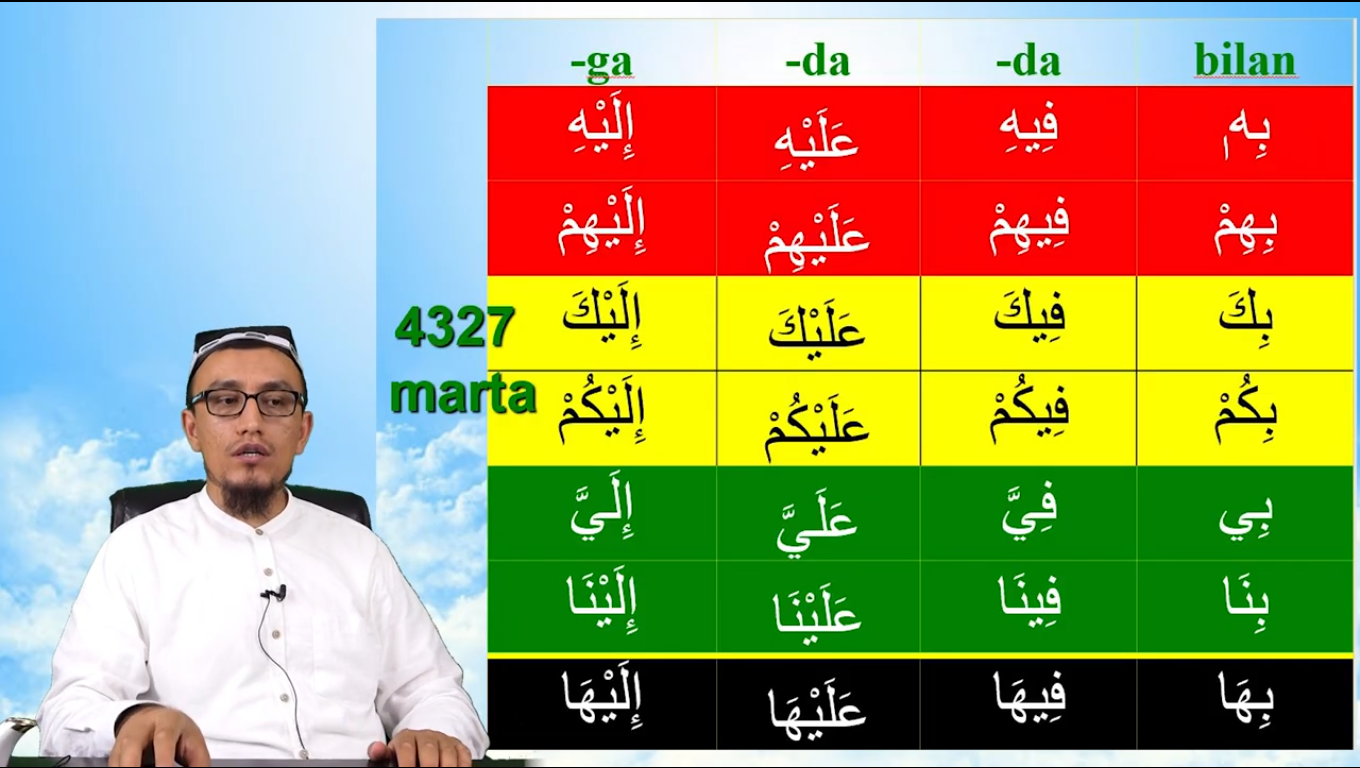 -ga -da -da bilan
إِلَيْهِ عَلَيْهِ فِيهِ بِهٖ
إِلَيْهِمْ عَلَيْهِمْ فِيهِمْ بِهِمْ
إِلَيْكَ عَلَيْكَ فِيكَ بِكَ
إِلَيْكُمْ عَلَيْكُمْ فِيكُمْ بِكُمْ
إِلَيَّ عَلَيَّ فِيَّ بِي
إِلَيْنَا عَلَيْنَا فِينَا بِنَا
إِلَيْهَا عَلَيْهَا فِيهَا بِهَا
4327
marta